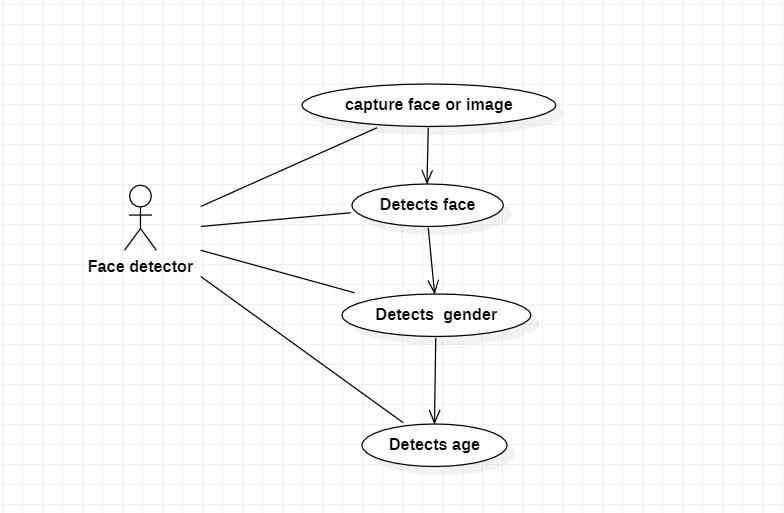 capture face or image
Detects face
Face detector
Detects  gender
Detects age